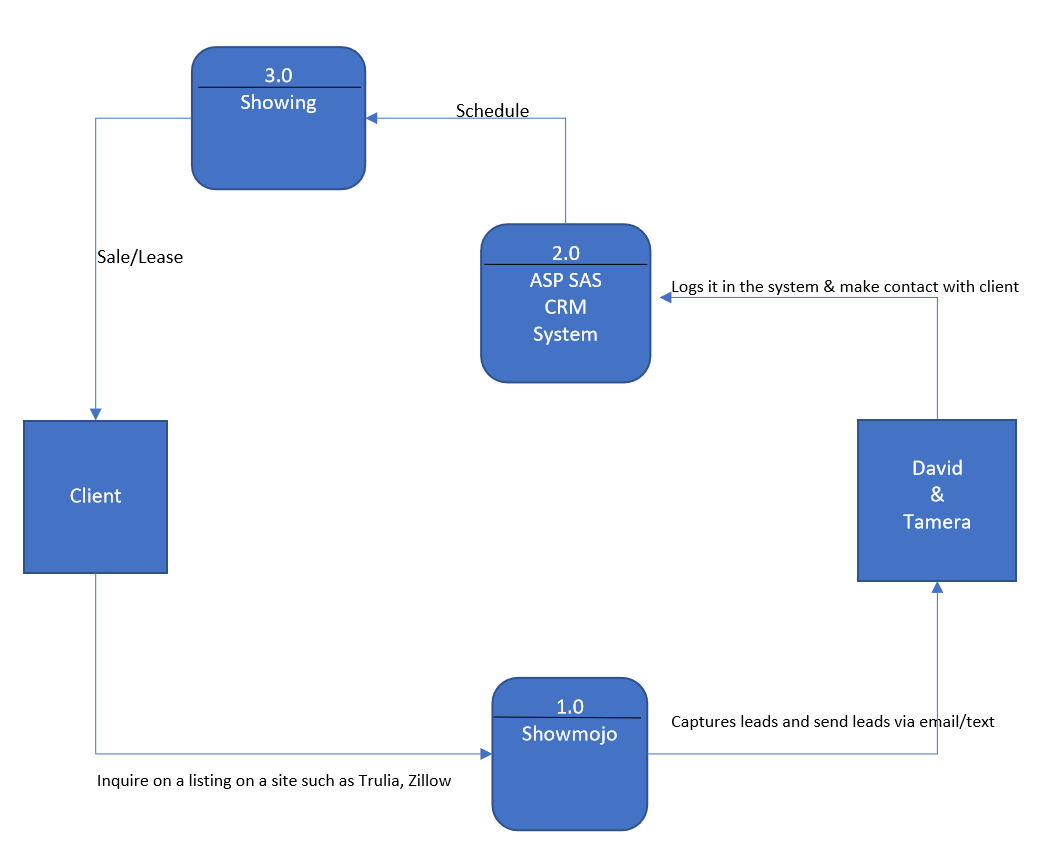 3.0
Showing
Schedule
Sale/Lease
2.0
ASP SAS
CRM
System
Logs it in the system & make contact with client
Client
David
&
Tamera
1.0
Showmojo
Captures leads and send leads via email/text
Inquire on a listing on a site such as Trulia, Zillow